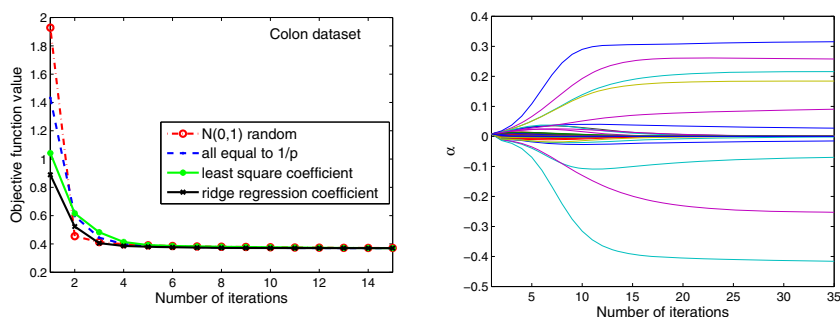 Colon dataset
Objective function value
2
1.8
1.6
1.4
1.2
1
0.8
0.6
0.4
0.2
N(0,1) random
all equal to 1/p
least square coefficient
ridge regression coefficient
2 4 6 8 10 12 14
Number of iterations
α
0.4
0.3
0.2
0.1
0
−0.1
−0.2
−0.3
−0.4
−0.5
5 10 15 20 25 30 35
Number of iterations